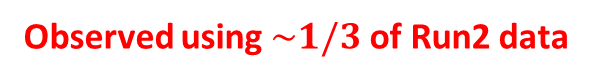 Observed using ~1/3 of Run2 data